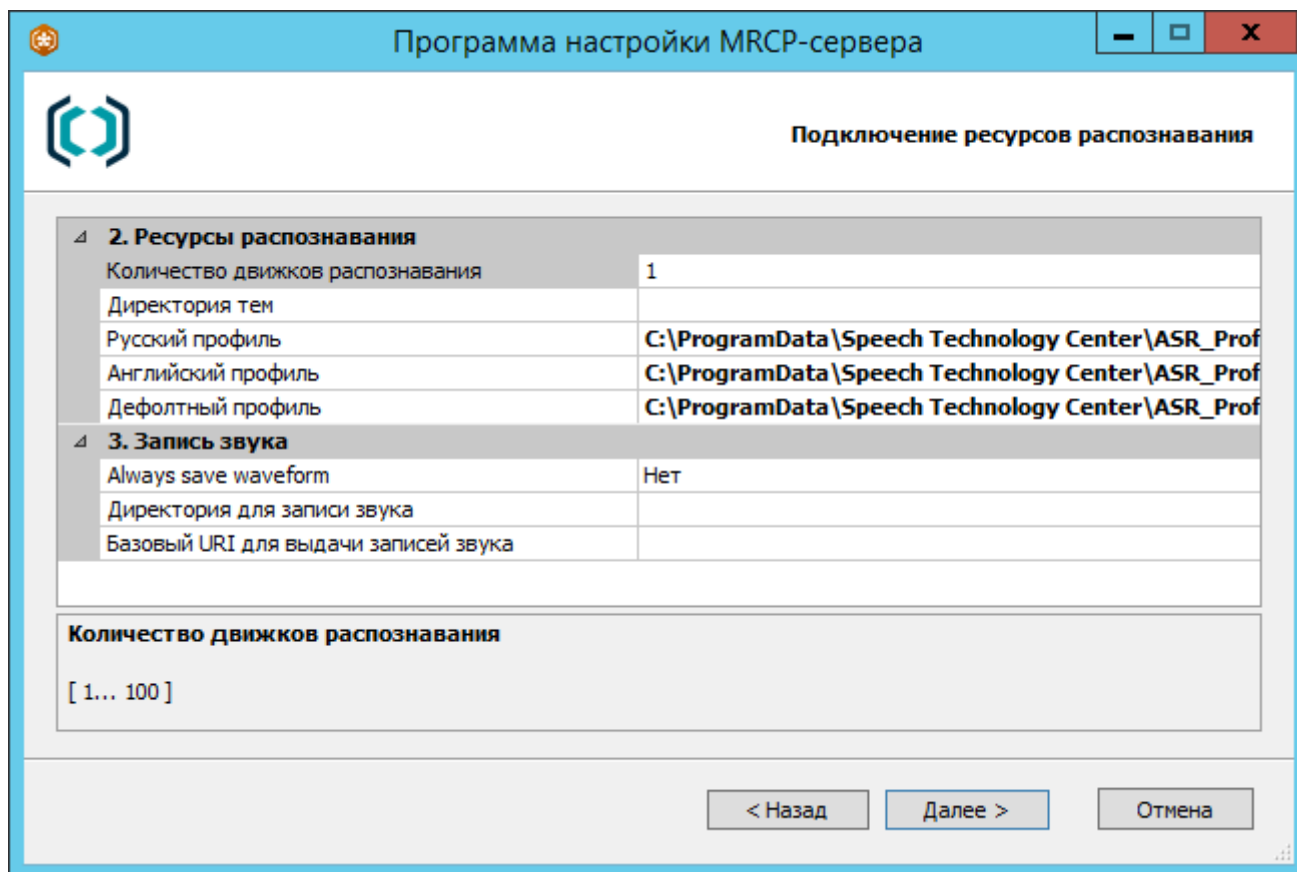 Программа настройки MRCP-сервера
Подключение ресурсов распознавания
2. Ресурсы распознавания
Количество движков распознавания 1
Директория тем
Русский профиль C:\ProgramData\Speech Technology Center\ASR_Prof
Английский профиль C:\ProgramData\Speech Technology Center\ASR_Prof
Дефолтный профиль C:\ProgramData\Speech Technology Center\ASR_Prof
3. Запись звука
Always save waveform Нет
Директория для записи звука
Базовый URI для выдачи записей звука
Количество движков распознавания
[ 1... 100 ]
< Назад Далее > Отмена